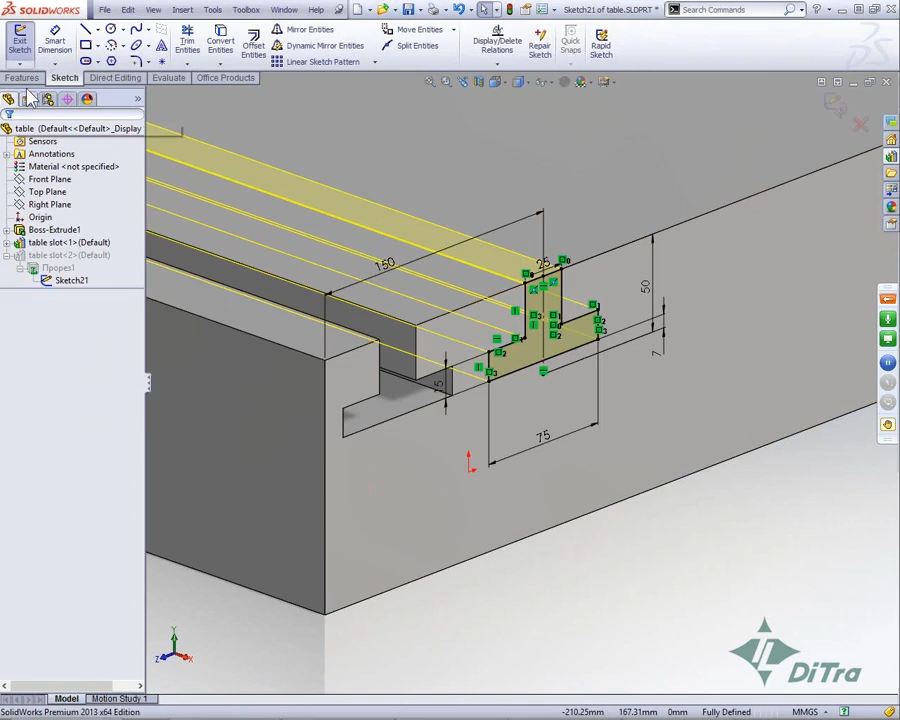 SOLIDWORKS File Edit View Insert Tools Toolbox Window Help Sketch21 of table.SLDPRT * Search Commands
Exit Sketch Smart Dimension Trim Entities Convert Entities Offset Entities Mirror Entities Move Entities Display/Delete Relations Repair Sketch Quick Snaps Rapid Sketch
Dynamic Mirror Entities Split Entities
Linear Sketch Pattern
Features Sketch Direct Editing Evaluate Office Products
table (Default<<Default>_Display
Sensors
Annotations
Material <not specified>
Front Plane
Top Plane
Right Plane
Origin
Boss-Extrude1
table slot<1>(Default)
table slot<2>(Default)
Прорез1
Sketch21
150
25
50
7
15
75
Y
Z X
DiTra
Model Motion Study 1
SolidWorks Premium 2013 x64 Edition -210.25mm 167.31mm 0mm Fully Defined MMGS